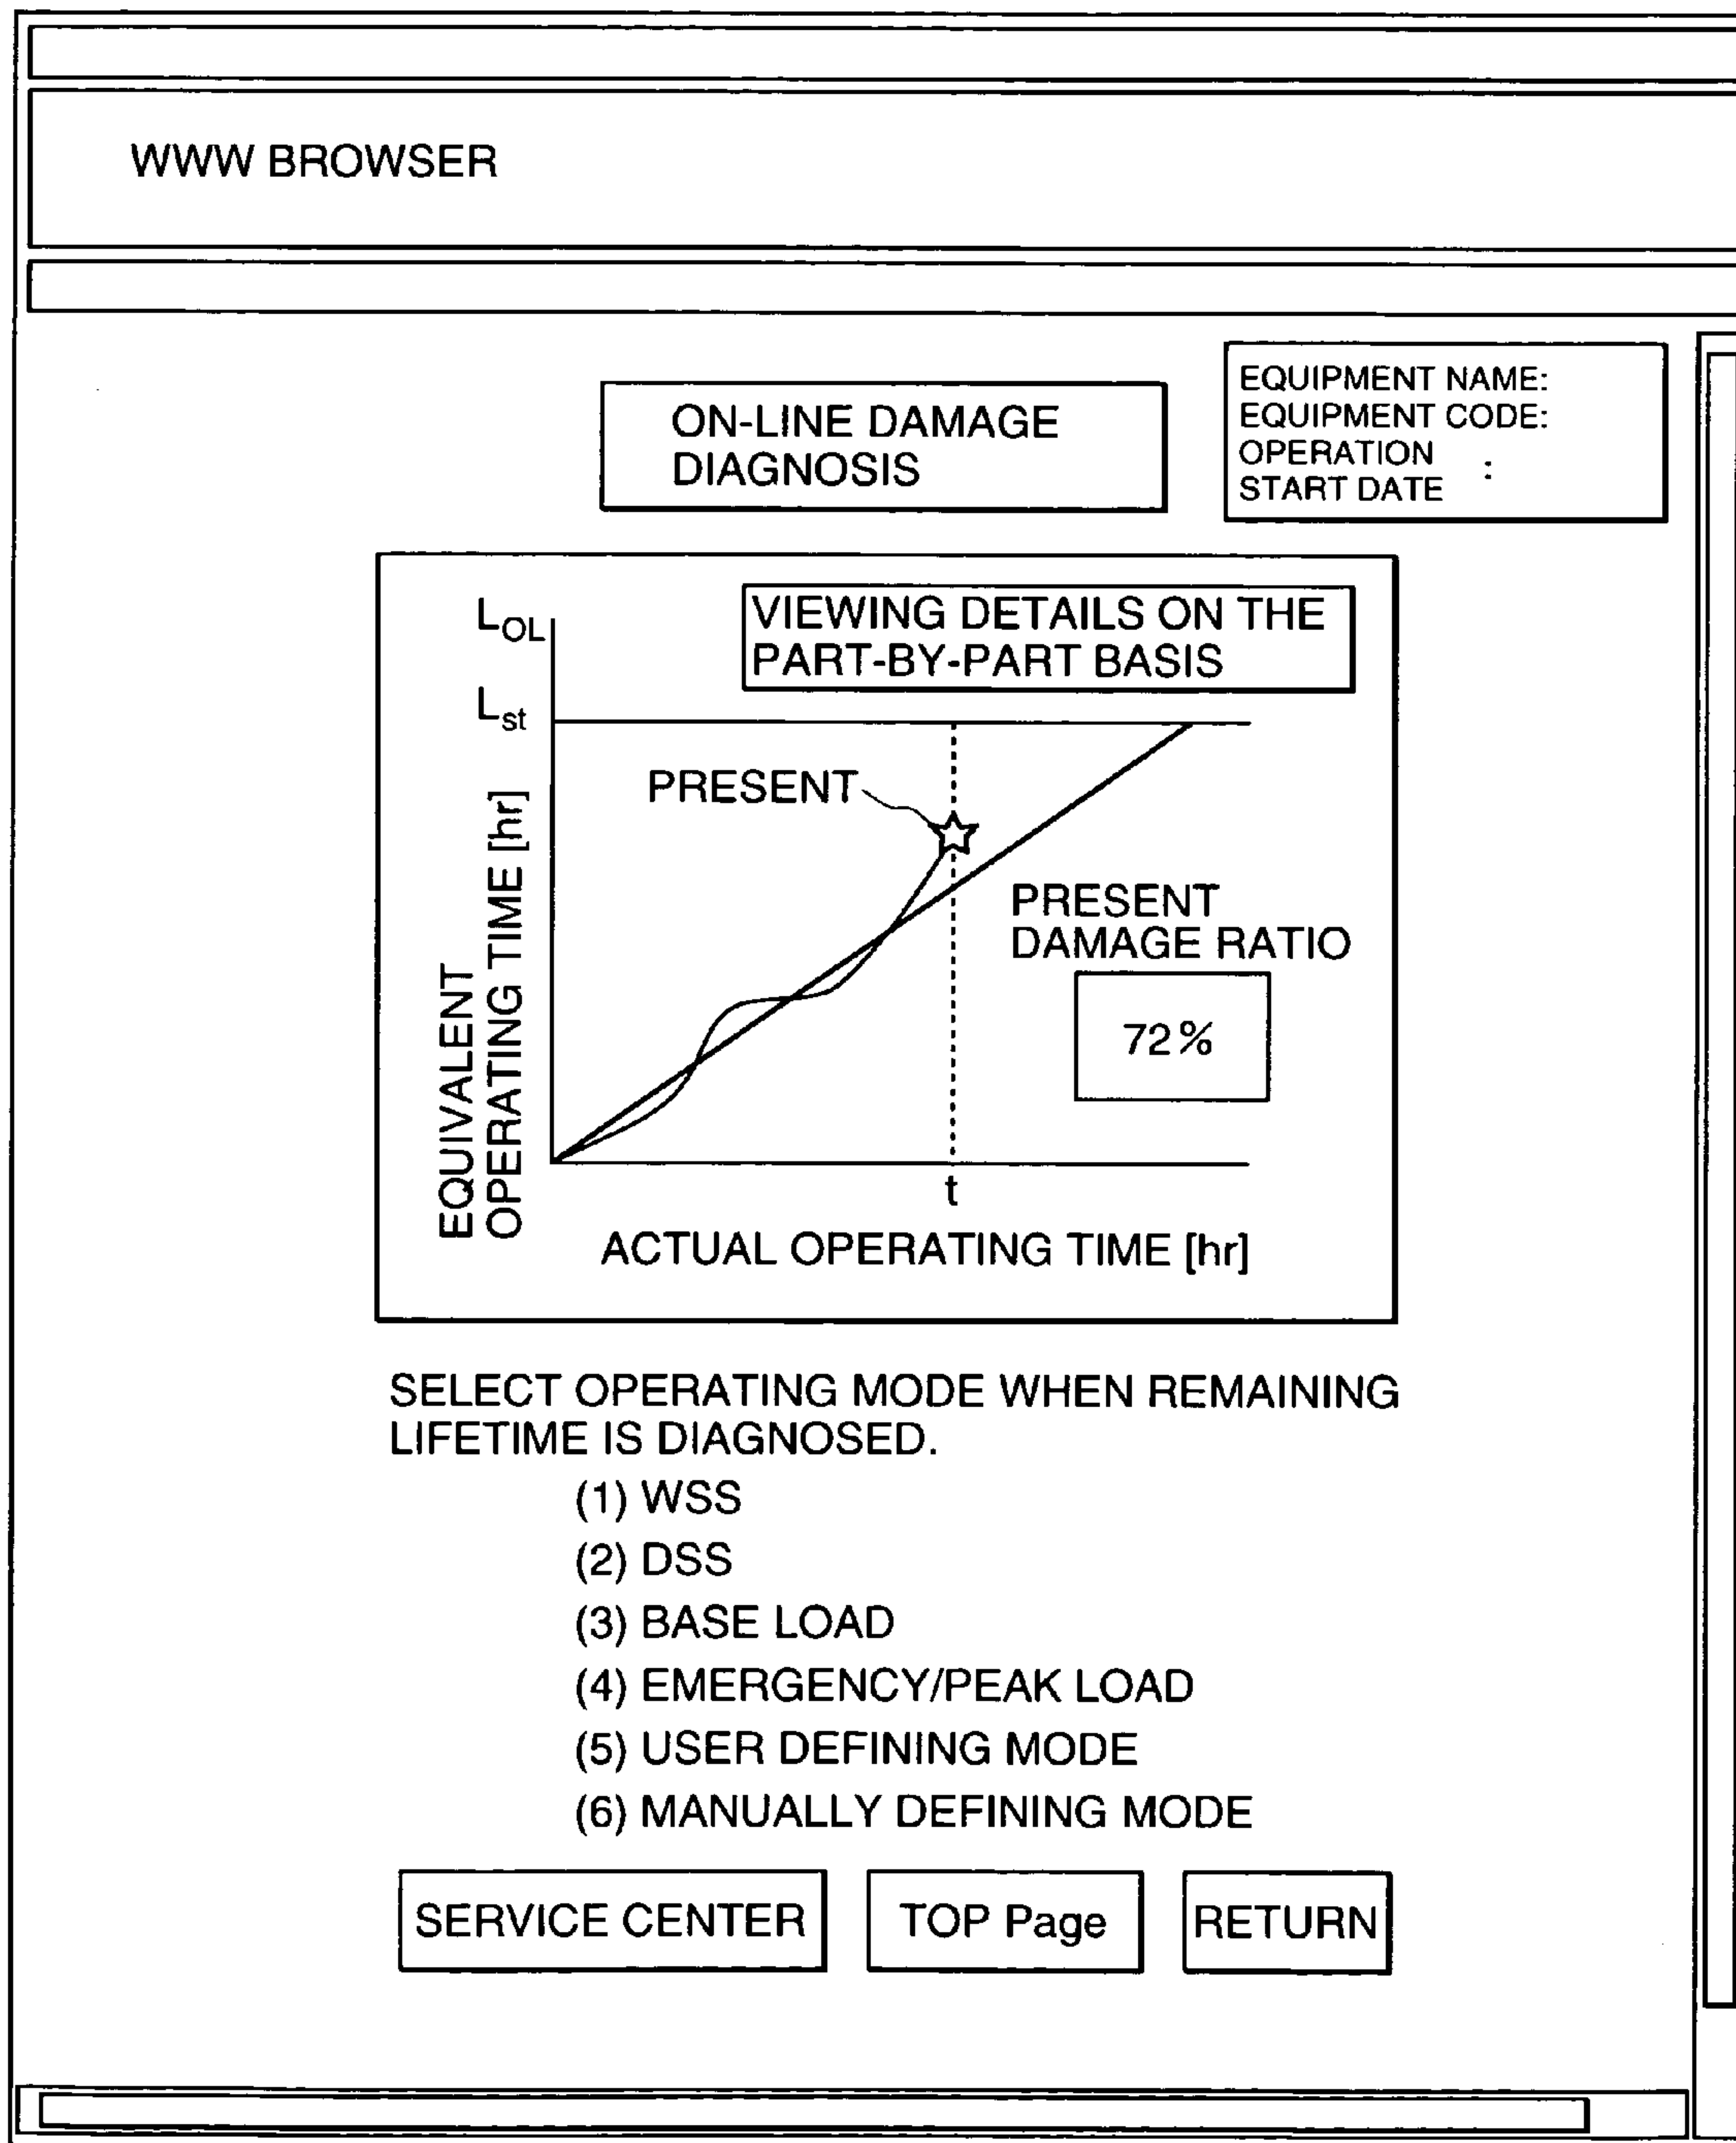 WWW BROWSER
ON-LINE DAMAGE
DIAGNOSIS
EQUIPMENT NAME:
EQUIPMENT CODE:
OPERATION
START DATE :
LOL
VIEWING DETAILS ON THE
PART-BY-PART BASIS
Lst
PRESENT
EQUIVALENT
OPERATING TIME [hr]
PRESENT
DAMAGE RATIO
72%
t
ACTUAL OPERATING TIME [hr]
SELECT OPERATING MODE WHEN REMAINING
LIFETIME IS DIAGNOSED.
(1) WSS
(2) DSS
(3) BASE LOAD
(4) EMERGENCY/PEAK LOAD
(5) USER DEFINING MODE
(6) MANUALLY DEFINING MODE
SERVICE CENTER
TOP Page
RETURN